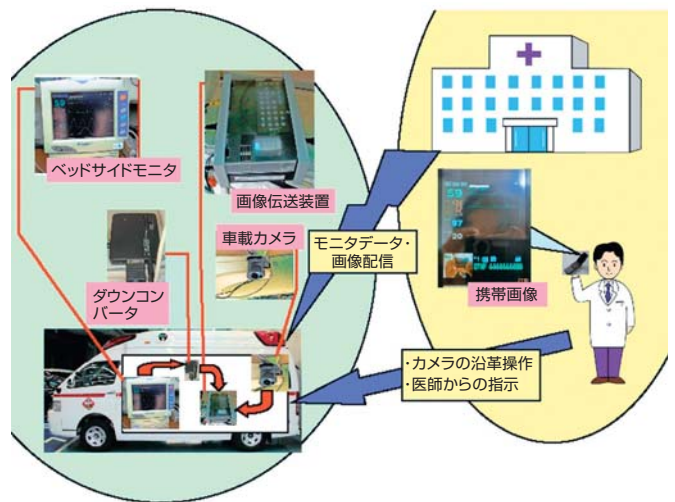 ベッドサイドモニタ
画像伝送装置
ダウンコン
バータ
車載カメラ
モニタデータ・
画像配信
59
97
20
携帯画像
・カメラの沿革操作
・医師からの指示